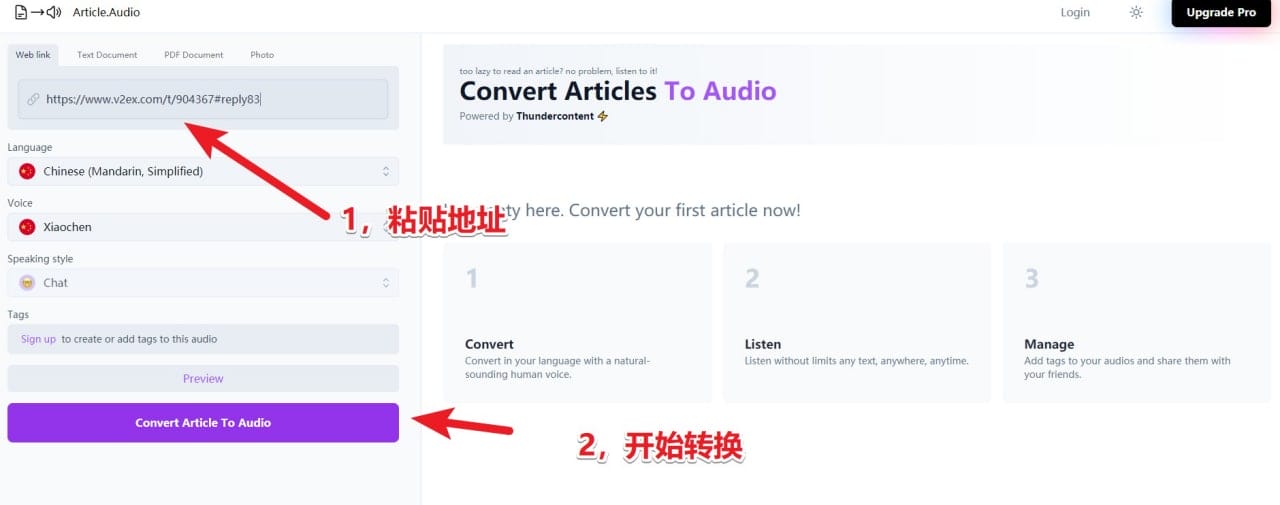 Article.Audio
Login
Upgrade Pro
Web link
Text Document
PDF Document
Photo
https://www.v2ex.com/t/904367#reply83
Language
Chinese (Mandarin, Simplified)
Voice
Xiaochen
Speaking style
Chat
Tags
Sign up to create or add tags to this audio
Preview
Convert Article To Audio
1，粘贴地址
2，开始转换
too lazy to read an article? no problem, listen to it!
Convert Articles To Audio
Powered by Thundercontent ⚡
here. Convert your first article now!
1
Convert
Convert in your language with a natural-
sounding human voice.
2
Listen
Listen without limits any text, anywhere, anytime.
3
Manage
Add tags to your audios and share them with
your friends.